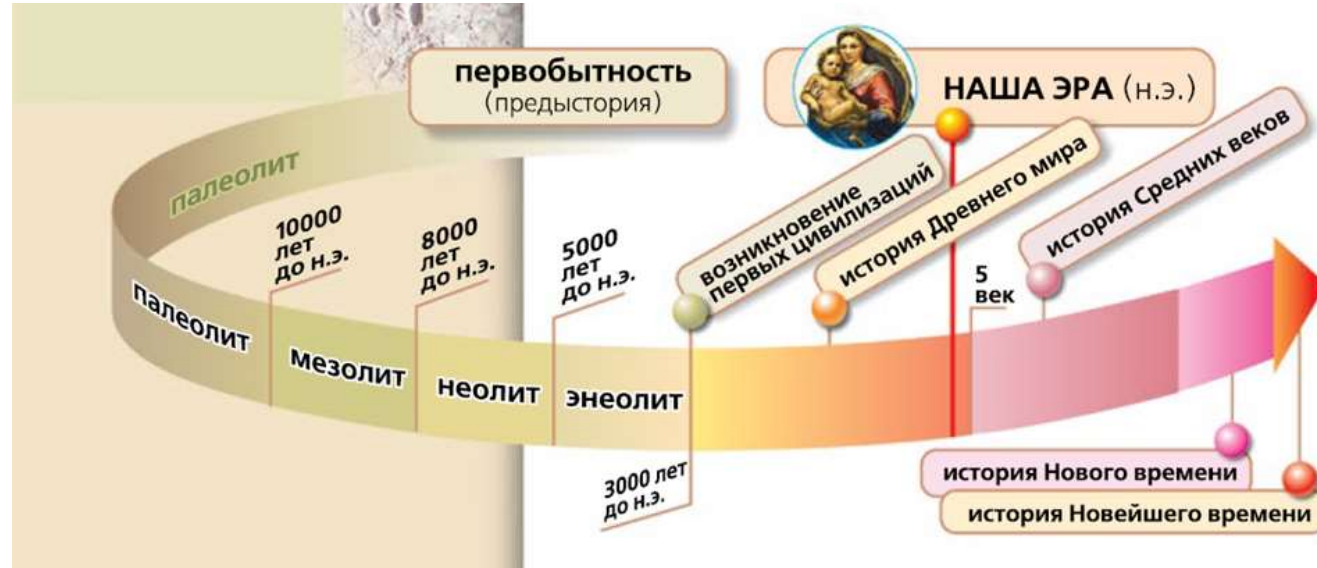 первобытность
(предыстория)
НАША ЭРА (н.э.)
палеолит
10000
лет
до н.э.
8000
лет
до н.э.
5000
лет
до н.э.
возникновение
первых цивилизаций
история Древнего мира
история Средних веков
5
век
палеолит
мезолит
неолит
энеолит
3000 лет
до н.э.
история Нового времени
история Новейшего времени